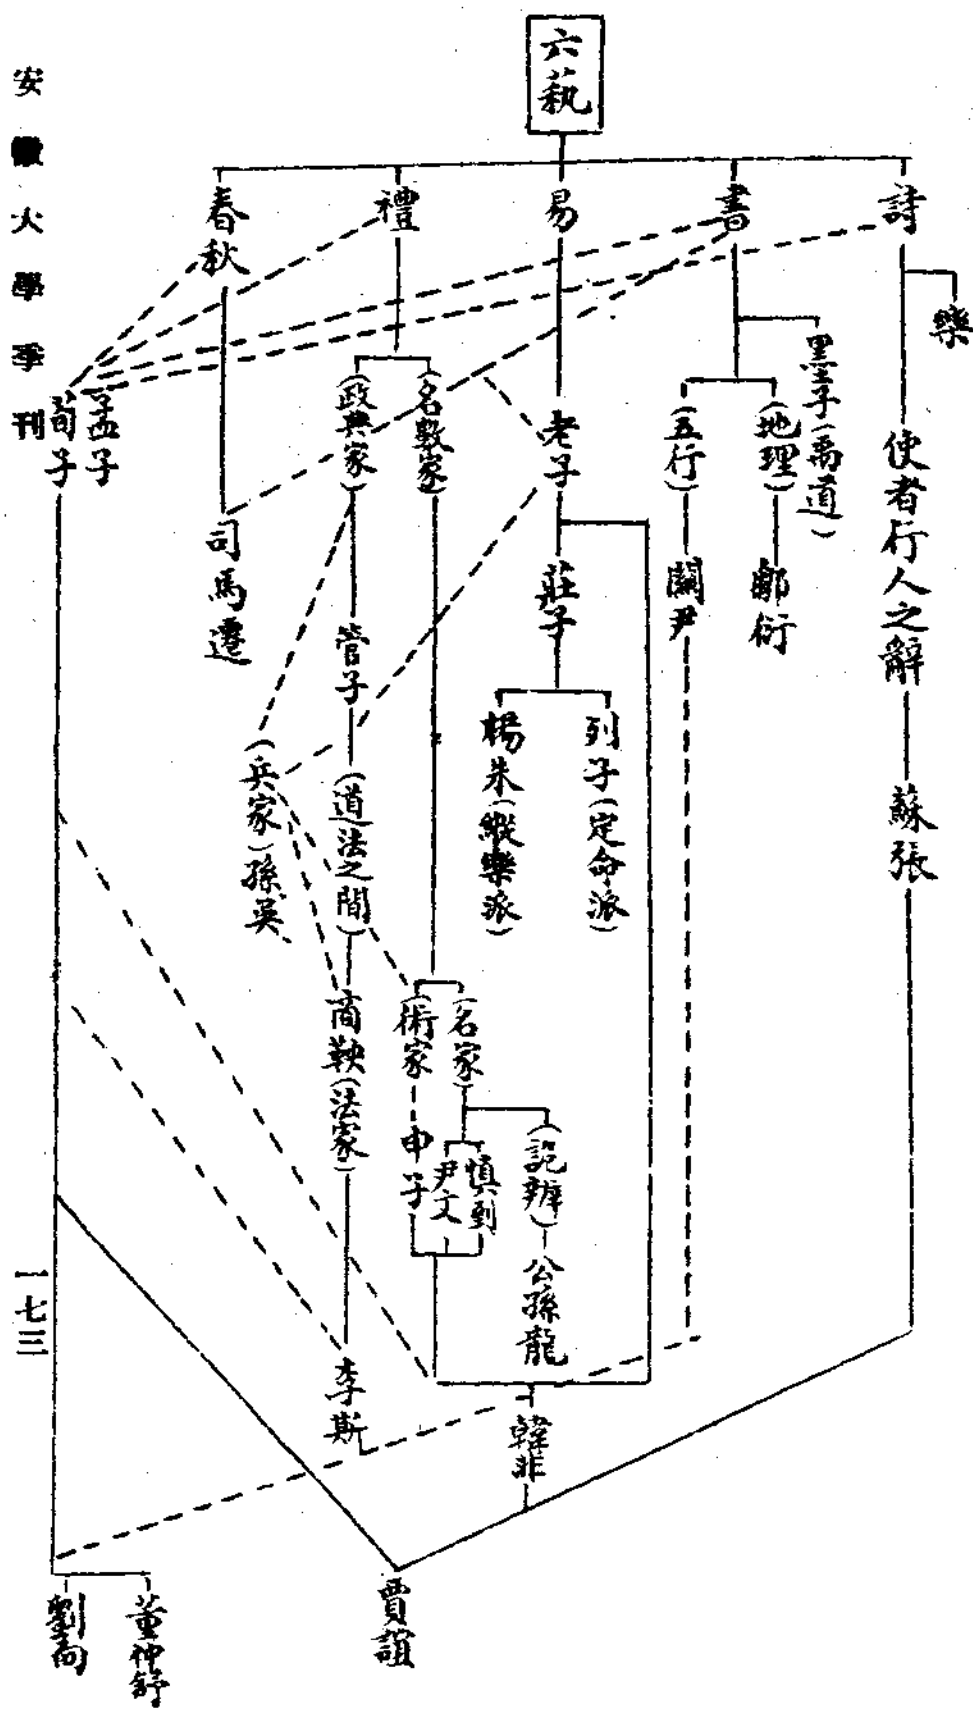 六蓺
詩
書
易
禮
春秋
樂
墨子(禹道)
(地理)
(五行)
老子
(名數家)
(政典家)
孟子
荀子
使者行人之辭
鄒衍
關尹
莊子
管子
司馬遷
蘇張
列子(定命派)
楊朱(縱樂派)
(道法之間)
(兵家)孫吳
(名家)
(術家
商鞅(法家)
(詭辯)
公孫龍
慎到
尹文
申子
韓非
李斯
賈誼
董仲舒
劉向
安徽大學季刊
一七三